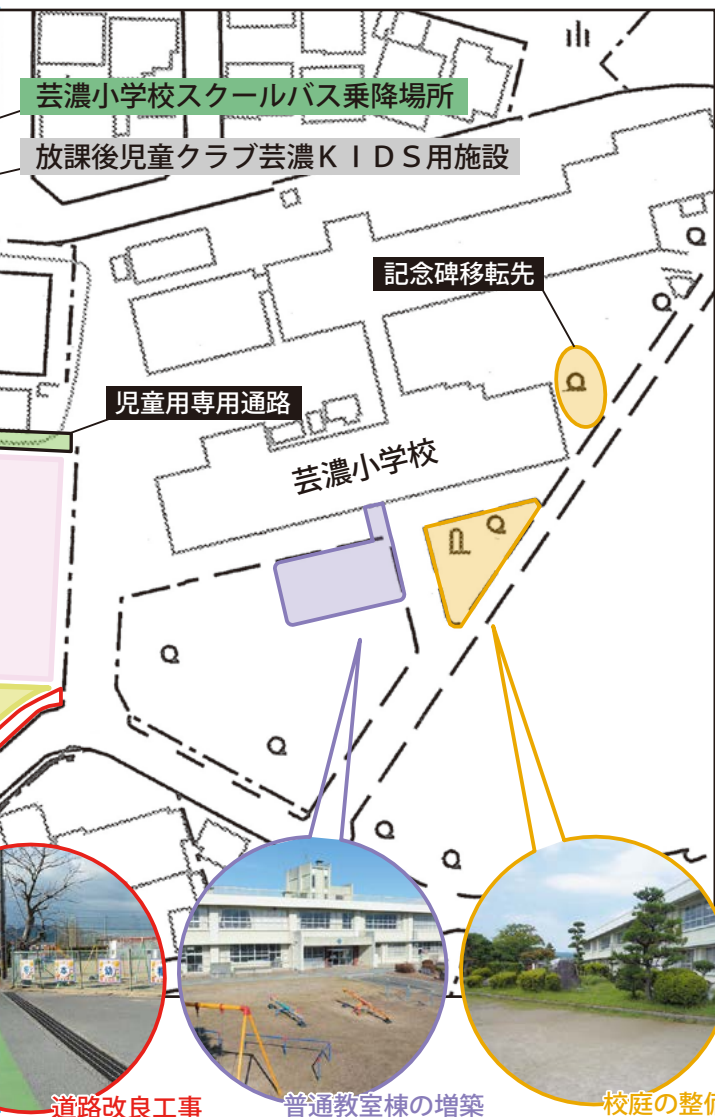 芸濃小学校スクールバス乗降場所
放課後児童クラブ芸濃ＫＩＤＳ用施設
記念碑移転先
児童用専用通路
芸濃小学校
道路改良工事
普通教室棟の増築
校庭の整備